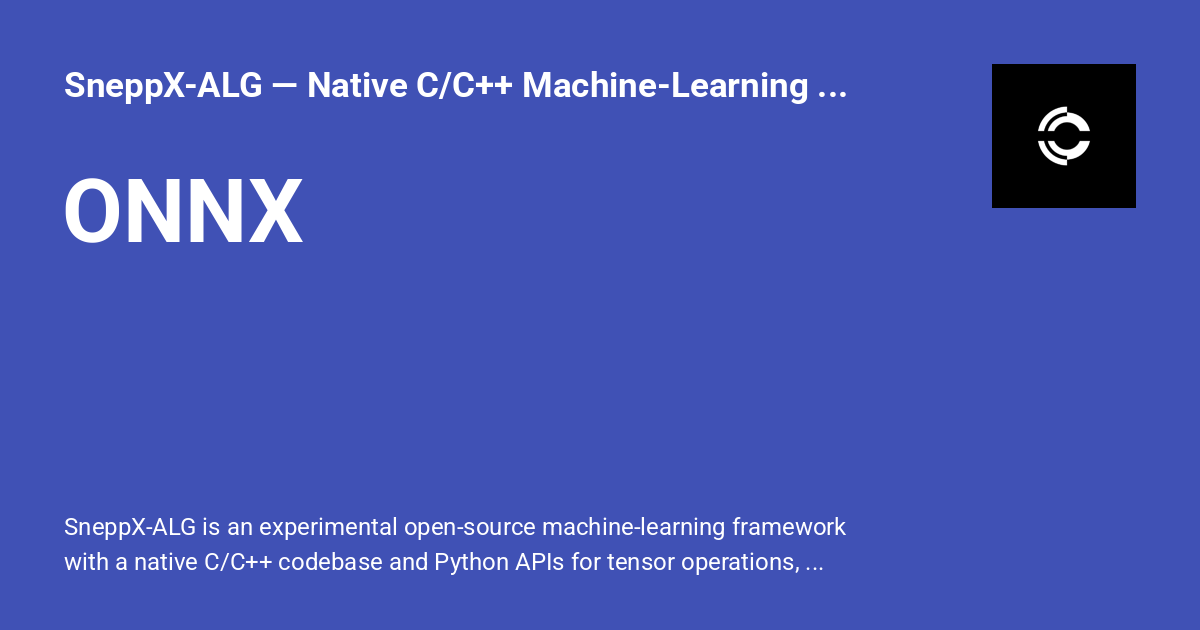 SneppX-ALG — Native C/C++ Machine-Learning ...
ONNX
SneppX-ALG is an experimental open-source machine-learning framework
with a native C/C++ codebase and Python APIs for tensor operations, ...